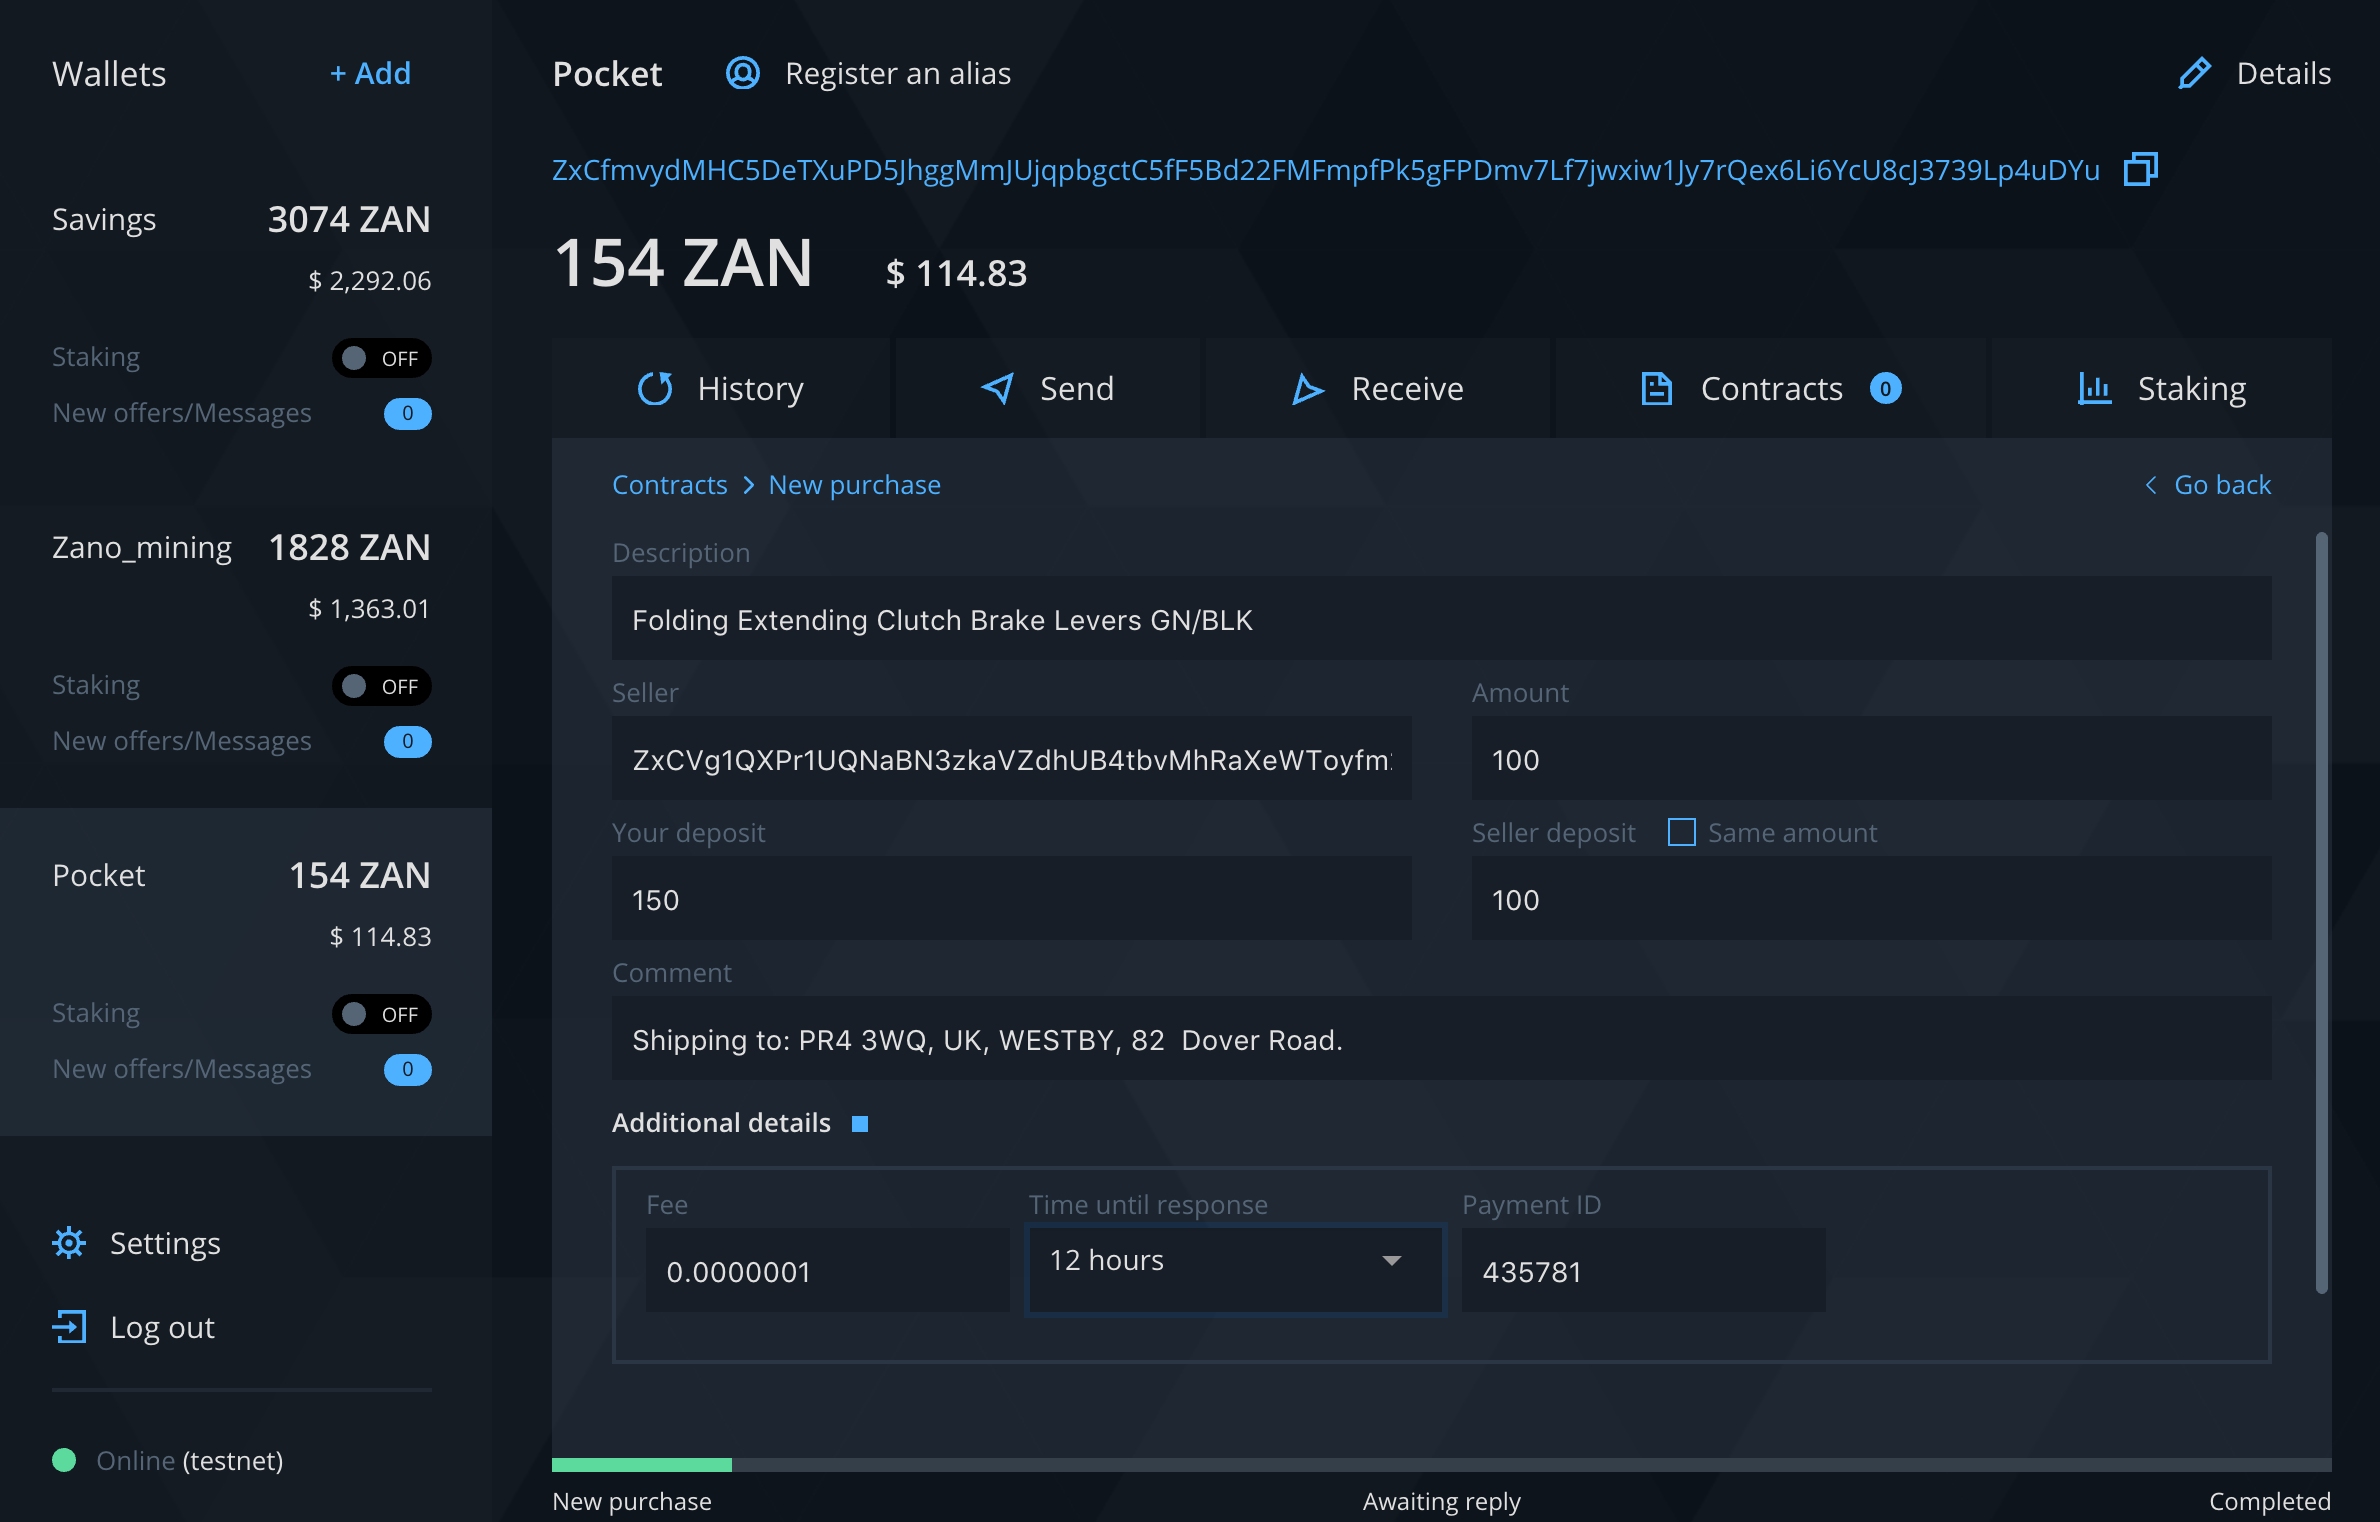 Wallets
+ Add
Savings
3074 ZAN
$ 2,292.06
Staking
OFF
New offers/Messages
0
Zano_mining
1828 ZAN
$ 1,363.01
Staking
OFF
New offers/Messages
0
Pocket
154 ZAN
$ 114.83
Staking
OFF
New offers/Messages
0
Settings
Log out
Online (testnet)
Pocket
Register an alias
Details
ZxCfmvydMHC5DeTXuPD5JhggMmJUjqpbgctC5fF5Bd22FMFmpfPk5gFPDmv7Lf7jwxiw1Jy7rQex6Li6YcU8cJ3739Lp4uDYu
154 ZAN
$ 114.83
History
Send
Receive
Contracts
0
Staking
Contracts > New purchase
Go back
Description
Folding Extending Clutch Brake Levers GN/BLK
Seller
ZxCVg1QXPr1UQNaBN3zkaVZdhUB4tbvMhRaXeWToyfm
Amount
100
Your deposit
150
Seller deposit
Same amount
100
Comment
Shipping to: PR4 3WQ, UK, WESTBY, 82  Dover Road.
Additional details
Fee
0.0000001
Time until response
12 hours
Payment ID
435781
New purchase
Awaiting reply
Completed